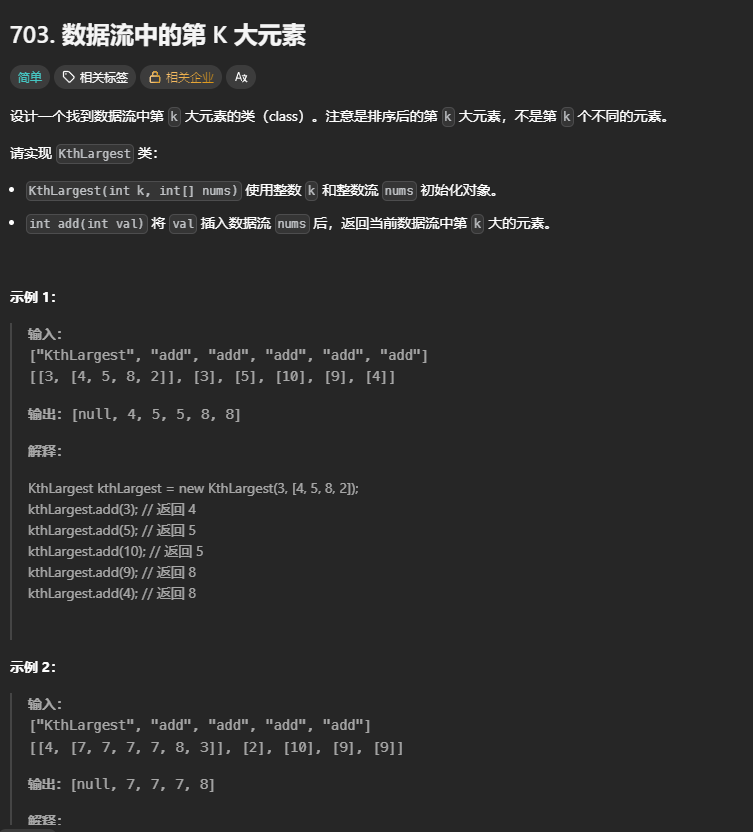 703. 数据流中的第 K 大元素
简单 相关标签 相关企业 Ax
设计一个找到数据流中第 k 大元素的类（class）。注意是排序后的第 k 大元素，不是第 k 个不同的元素。
请实现 KthLargest 类：
• KthLargest(int k, int[] nums) 使用整数 k 和整数流 nums 初始化对象。
• int add(int val) 将 val 插入数据流 nums 后，返回当前数据流中第 k 大的元素。
示例 1：
输入：
["KthLargest", "add", "add", "add", "add", "add"]
[[3, [4, 5, 8, 2]], [3], [5], [10], [9], [4]]
输出：[null, 4, 5, 5, 8, 8]
解释：
KthLargest kthLargest = new KthLargest(3, [4, 5, 8, 2]);
kthLargest.add(3); // 返回 4
kthLargest.add(5); // 返回 5
kthLargest.add(10); // 返回 5
kthLargest.add(9); // 返回 8
kthLargest.add(4); // 返回 8
示例 2：
输入：
["KthLargest", "add", "add", "add", "add"]
[[4, [7, 7, 7, 7, 8, 3]], [2], [10], [9], [9]]
输出：[null, 7, 7, 7, 8]
解释：